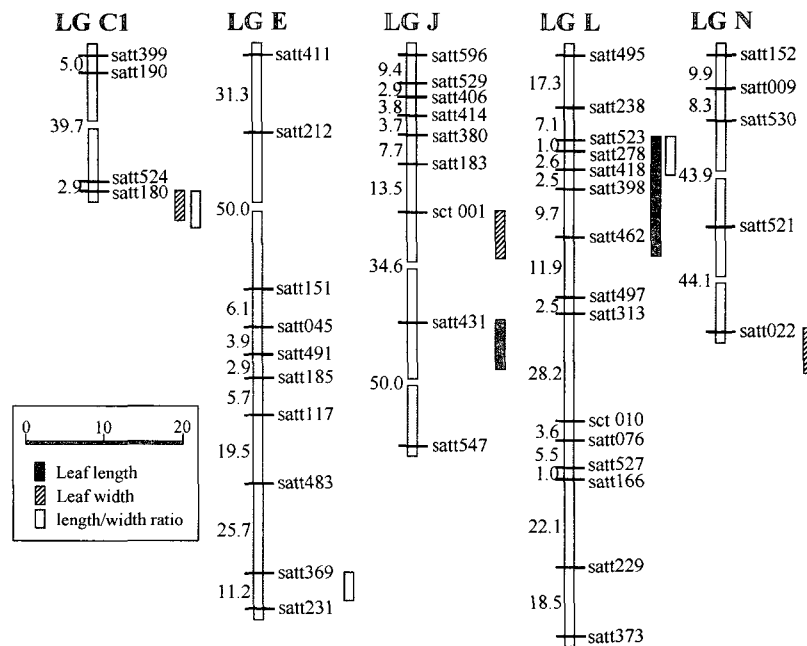 LG C1
satt399
5.0
satt190
39.7
satt524
2.9
satt180
LG E
satt411
31.3
satt212
50.0
satt151
6.1
satt045
3.9
satt491
2.9
satt185
5.7
satt117
19.5
satt483
25.7
satt369
11.2
satt231
LG J
satt596
9.4
satt529
2.9
satt406
3.8
satt414
3.7
satt380
7.7
satt183
13.5
sct 001
34.6
satt431
50.0
satt547
LG L
satt495
17.3
satt238
7.1
satt523
1.0
satt278
2.6
satt418
2.5
satt398
9.7
satt462
11.9
satt497
2.5
satt313
28.2
sct 010
3.6
satt076
5.5
satt527
1.0
satt166
22.1
satt229
18.5
satt373
LG N
satt152
9.9
satt009
8.3
satt530
43.9
satt521
44.1
satt022
0 10 20
Leaf length
Leaf width
length/width ratio